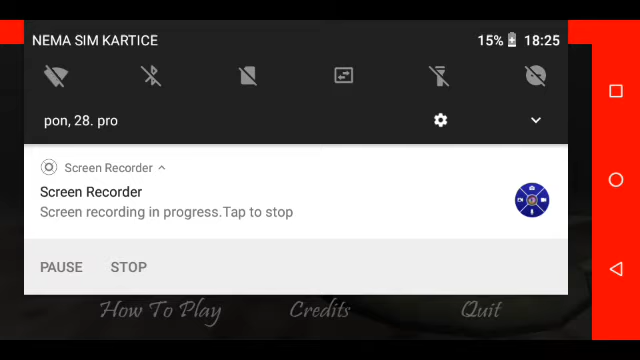 NEMA SIM KARTICE 15% 18:25
pon, 28. pro
Screen Recorder
Screen Recorder
Screen recording in progress.Tap to stop
PAUSE STOP
How To Play Credits Quit